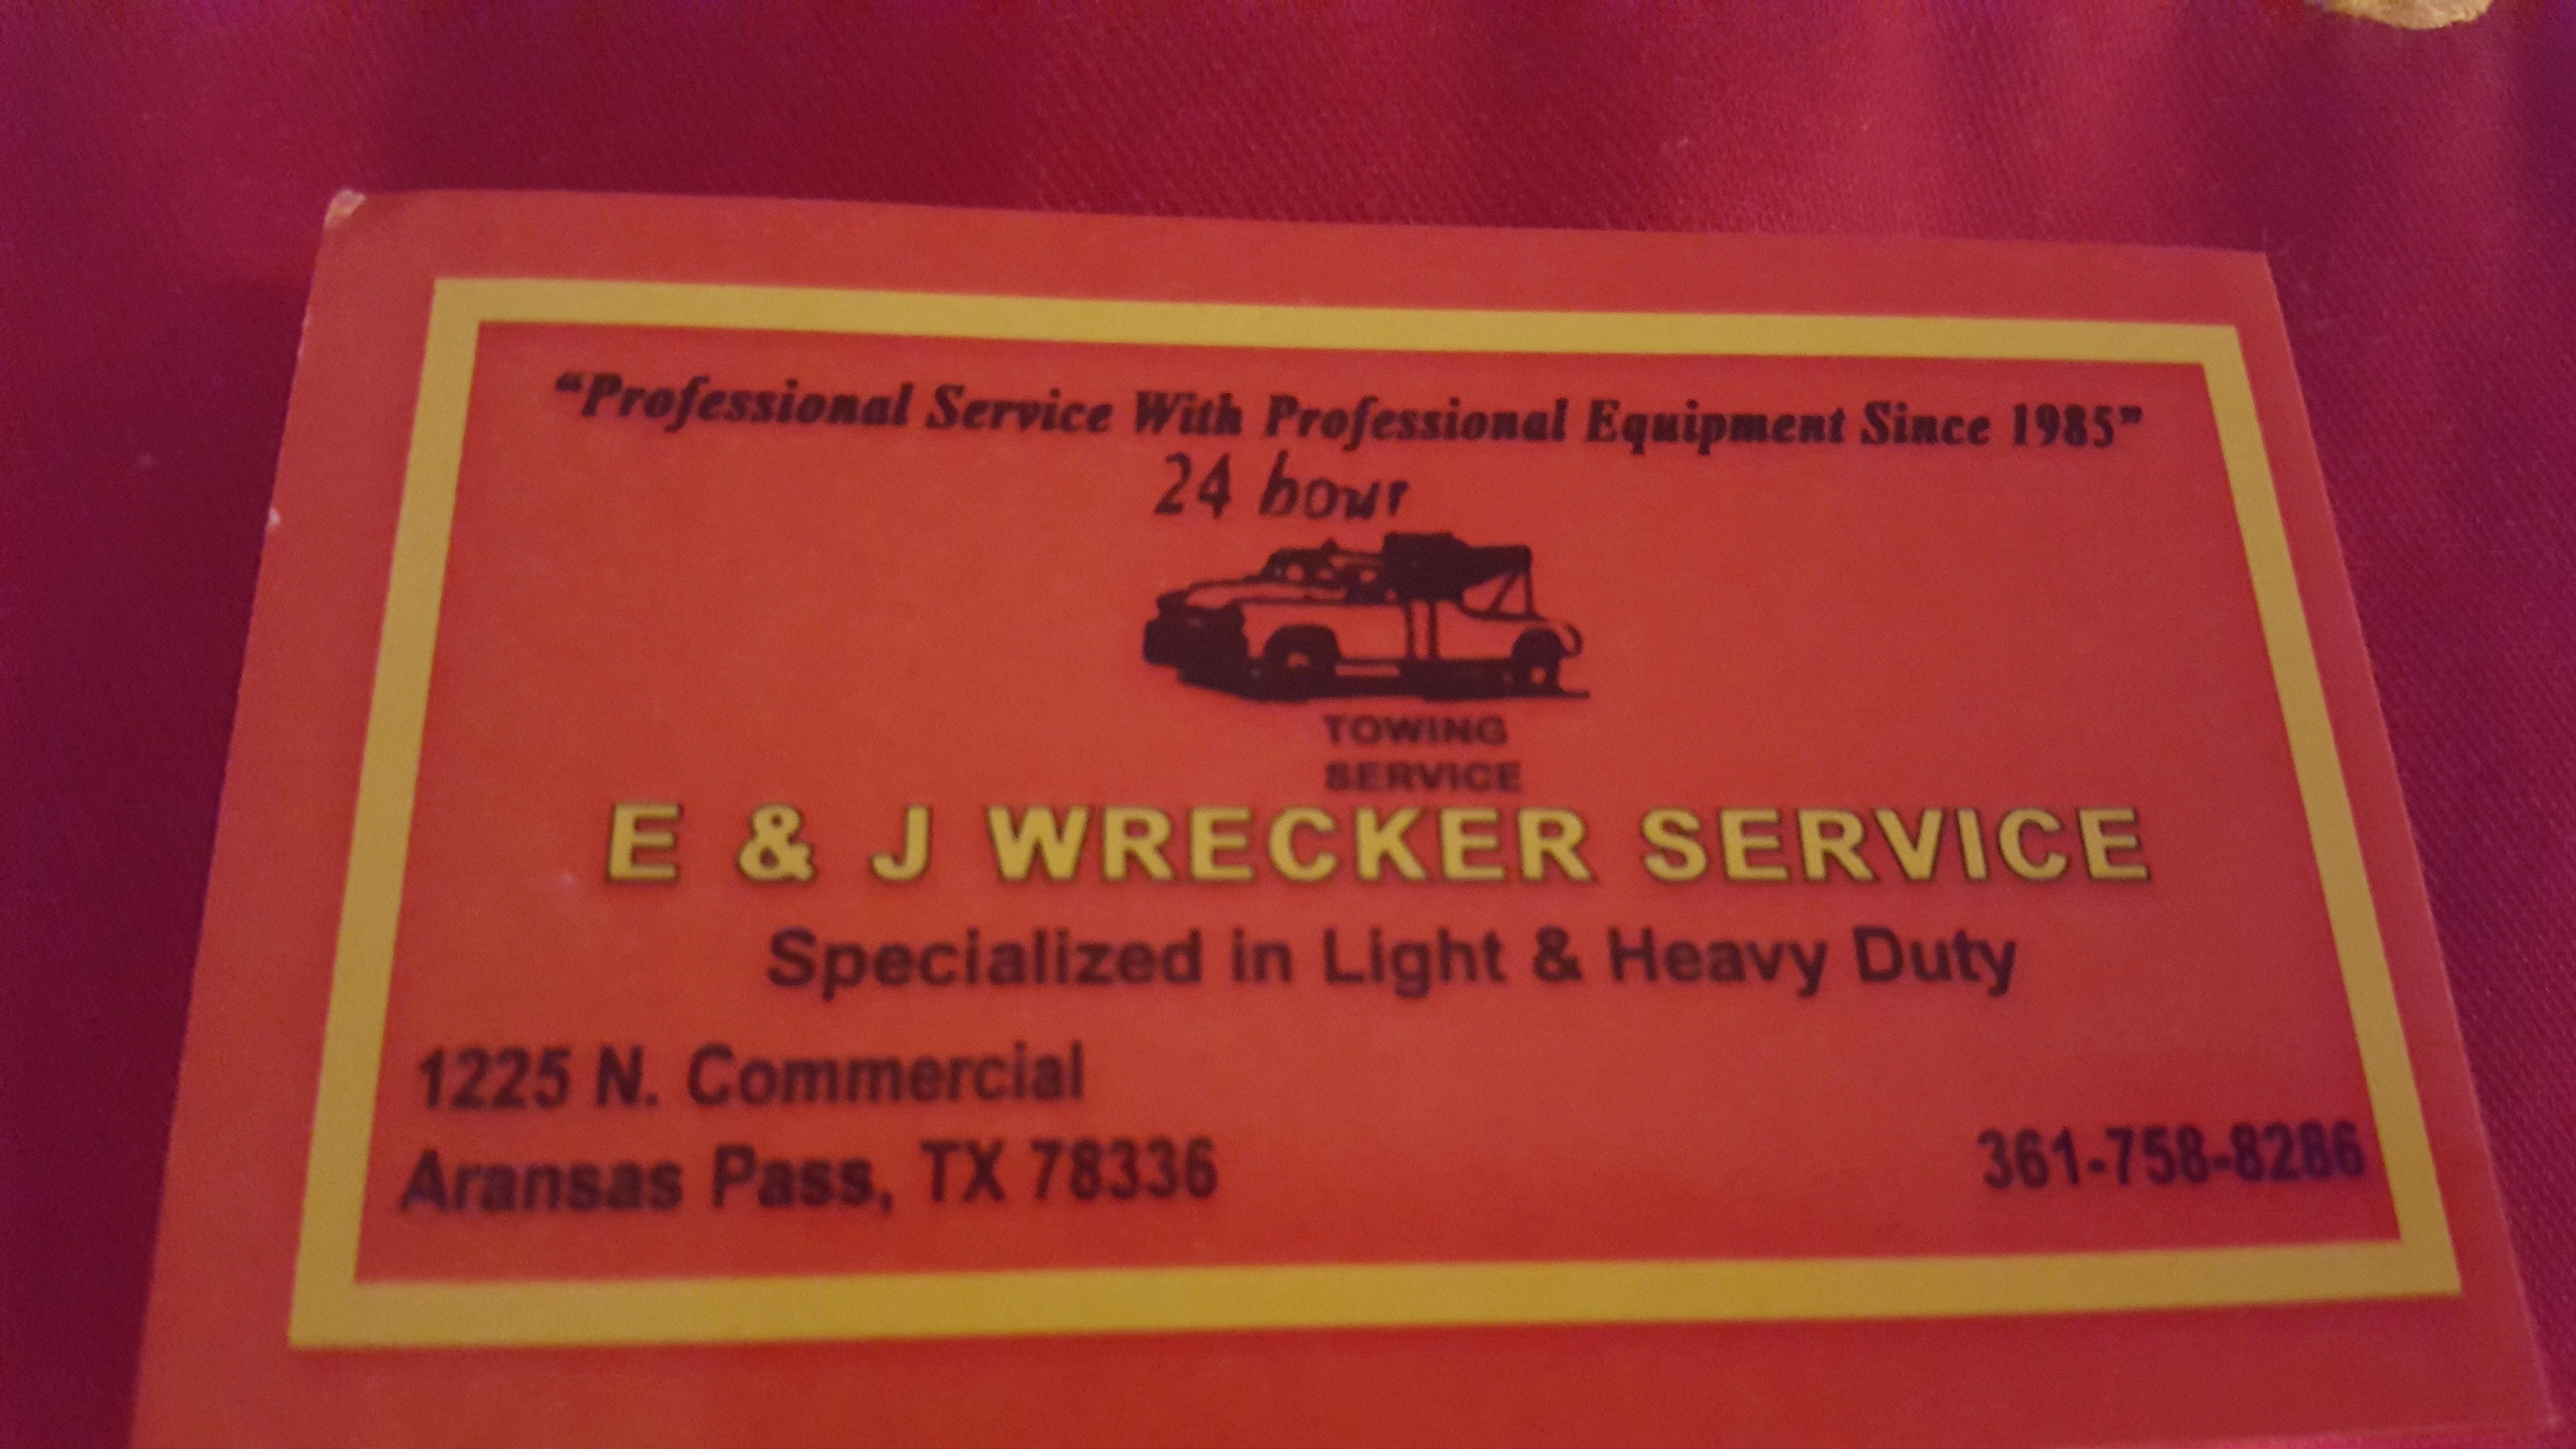 “Professional Service With Professional Equipment Since 1985”
24 hour
TOWING
SERVICE
E & J WRECKER SERVICE
Specialized in Light & Heavy Duty
1225 N. Commercial
Aransas Pass, TX 78336
361-758-8286